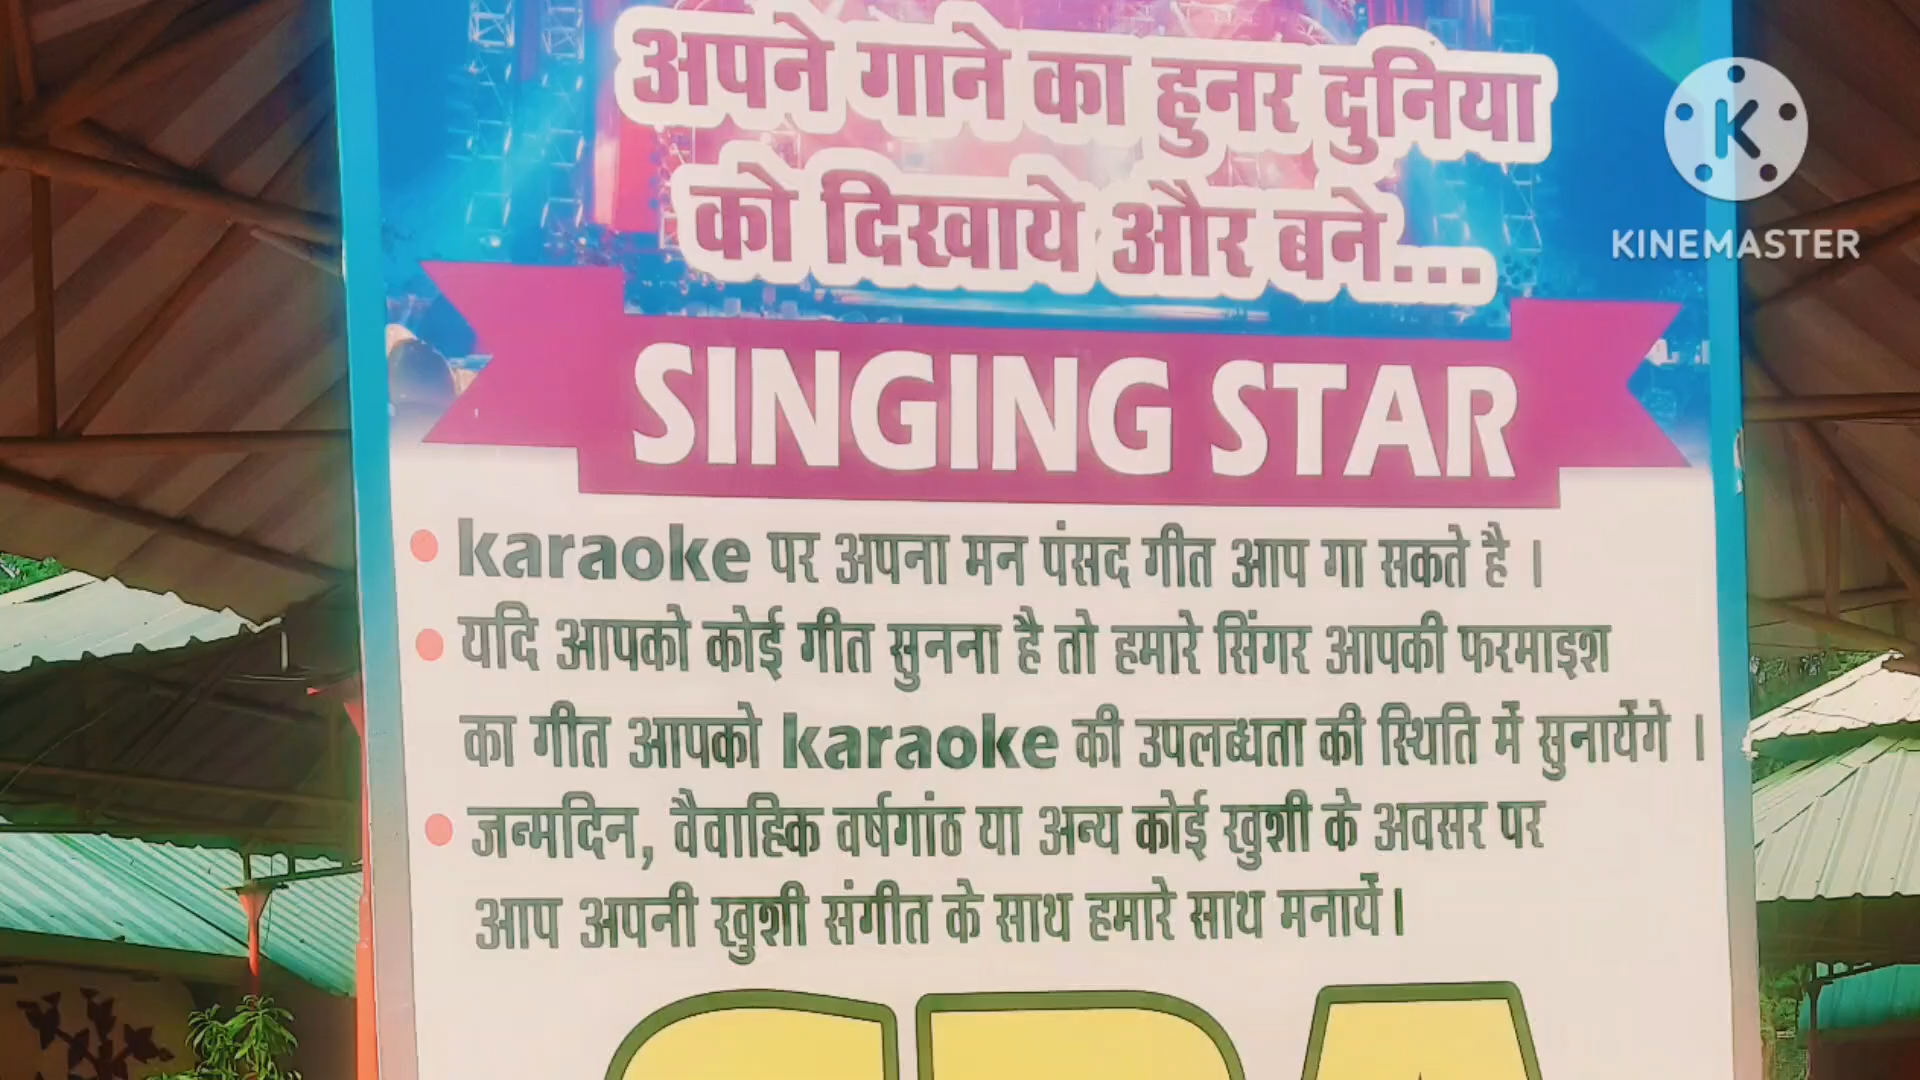 अपने गाने का हुनर दुनिया
को दिखाये और बने...
K
KINEMASTER
SINGING STAR
• karaoke पर अपना मन पंसद गीत आप गा सकते है ।
• यदि आपको कोई गीत सुनना है तो हमारे सिंगर आपकी फरमाइश
का गीत आपको karaoke की उपलब्धता की स्थिति में सुनायेंगे ।
• जन्मदिन, वैवाहिक वर्षगांठ या अन्य कोई खुशी के अवसर पर
आप अपनी खुशी संगीत के साथ हमारे साथ मनायें।